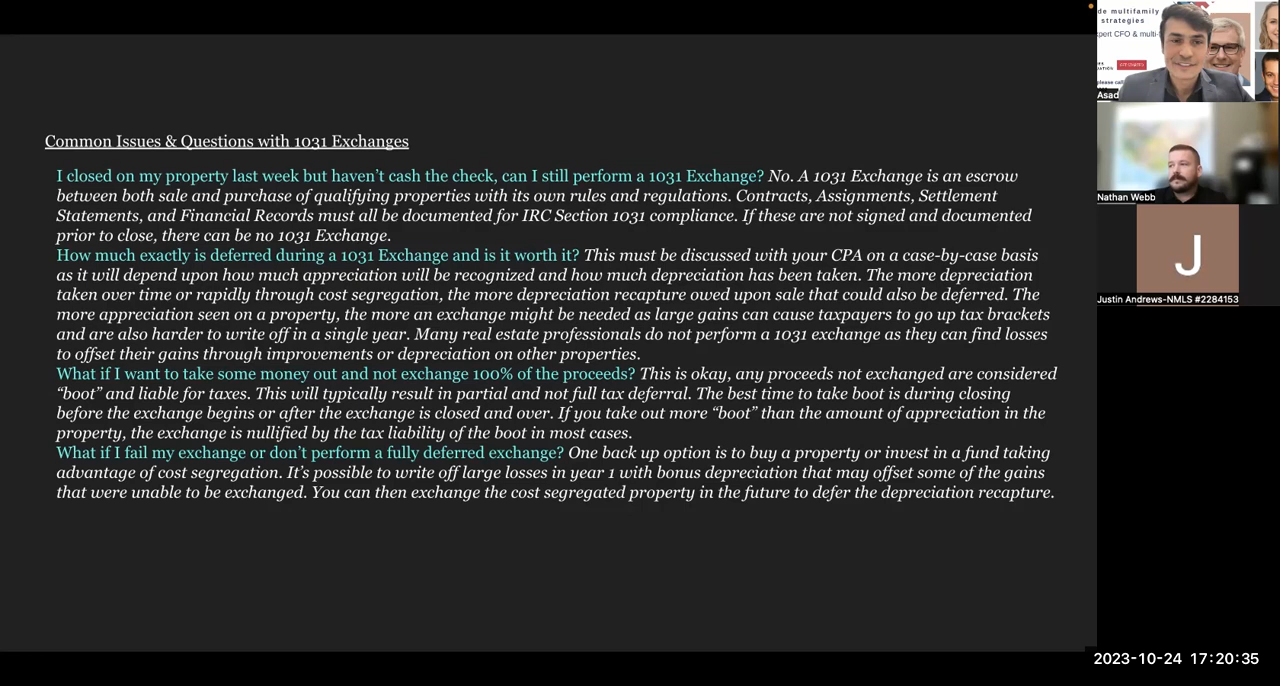 Common Issues & Questions with 1031 Exchanges
I closed on my property last week but haven’t cash the check, can I still perform a 1031 Exchange? No. A 1031 Exchange is an escrow
between both sale and purchase of qualifying properties with its own rules and regulations. Contracts, Assignments, Settlement
Statements, and Financial Records must all be documented for IRC Section 1031 compliance. If these are not signed and documented
prior to close, there can be no 1031 Exchange.
How much exactly is deferred during a 1031 Exchange and is it worth it? This must be discussed with your CPA on a case-by-case basis
as it will depend upon how much appreciation will be recognized and how much depreciation has been taken. The more depreciation
taken over time or rapidly through cost segregation, the more depreciation recapture owed upon sale that could also be deferred. The
more appreciation seen on a property, the more an exchange might be needed as large gains can cause taxpayers to go up tax brackets
and are also harder to write off in a single year. Many real estate professionals do not perform a 1031 exchange as they can find losses
to offset their gains through improvements or depreciation on other properties.
What if I want to take some money out and not exchange 100% of the proceeds? This is okay, any proceeds not exchanged are considered
“boot” and liable for taxes. This will typically result in partial and not full tax deferral. The best time to take boot is during closing
before the exchange begins or after the exchange is closed and over. If you take out more “boot” than the amount of appreciation in the
property, the exchange is nullified by the tax liability of the boot in most cases.
What if I fail my exchange or don’t perform a fully deferred exchange? One back up option is to buy a property or invest in a fund taking
advantage of cost segregation. It’s possible to write off large losses in year 1 with bonus depreciation that may offset some of the gains
that were unable to be exchanged. You can then exchange the cost segregated property in the future to defer the depreciation recapture.
de multifamily
strategies
xpert CFO & multi-
please call
Asad
Nathan Webb
J
Justin Andrews-NMLS #2284153
2023-10-24 17:20:35